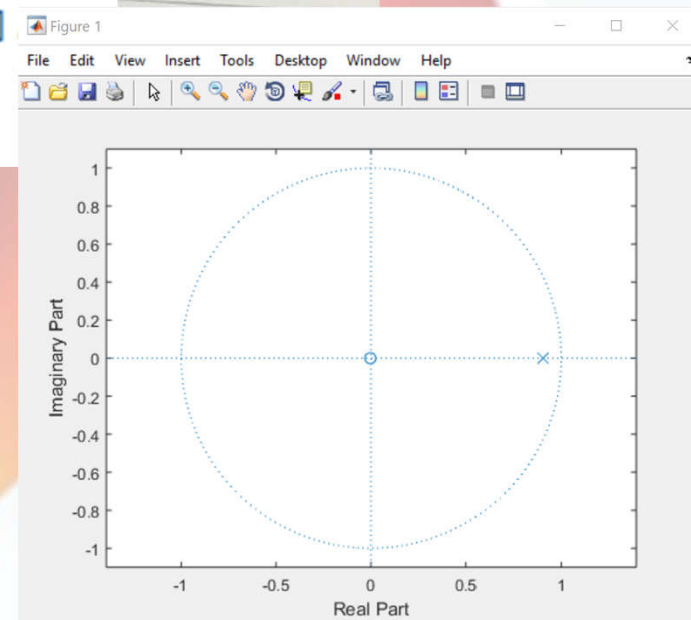 Figure 1
File Edit View Insert Tools Desktop Window Help
1
0.8
0.6
0.4
0.2
0
-0.2
-0.4
-0.6
-0.8
-1
Imaginary Part
-1 -0.5 0 0.5 1
Real Part